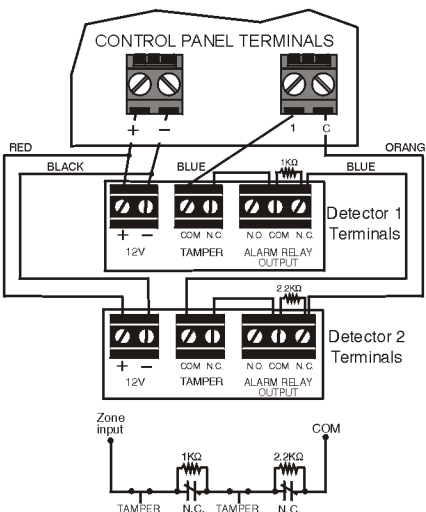 CONTROL PANEL TERMINALS
+ − 1 C
RED ORANG
BLACK BLUE 1KΩ BLUE
Detector 1
Terminals
+ − COM N.C. N.O. COM N.C.
12V TAMPER ALARM RELAY
OUTPUT
2.2KΩ
Detector 2
Terminals
+ − COM N.C. N.O. COM N.C.
12V TAMPER ALARM RELAY
OUTPUT
Zone
input
COM
1KΩ 2.2KΩ
TAMPER N.C. TAMPER N.C.